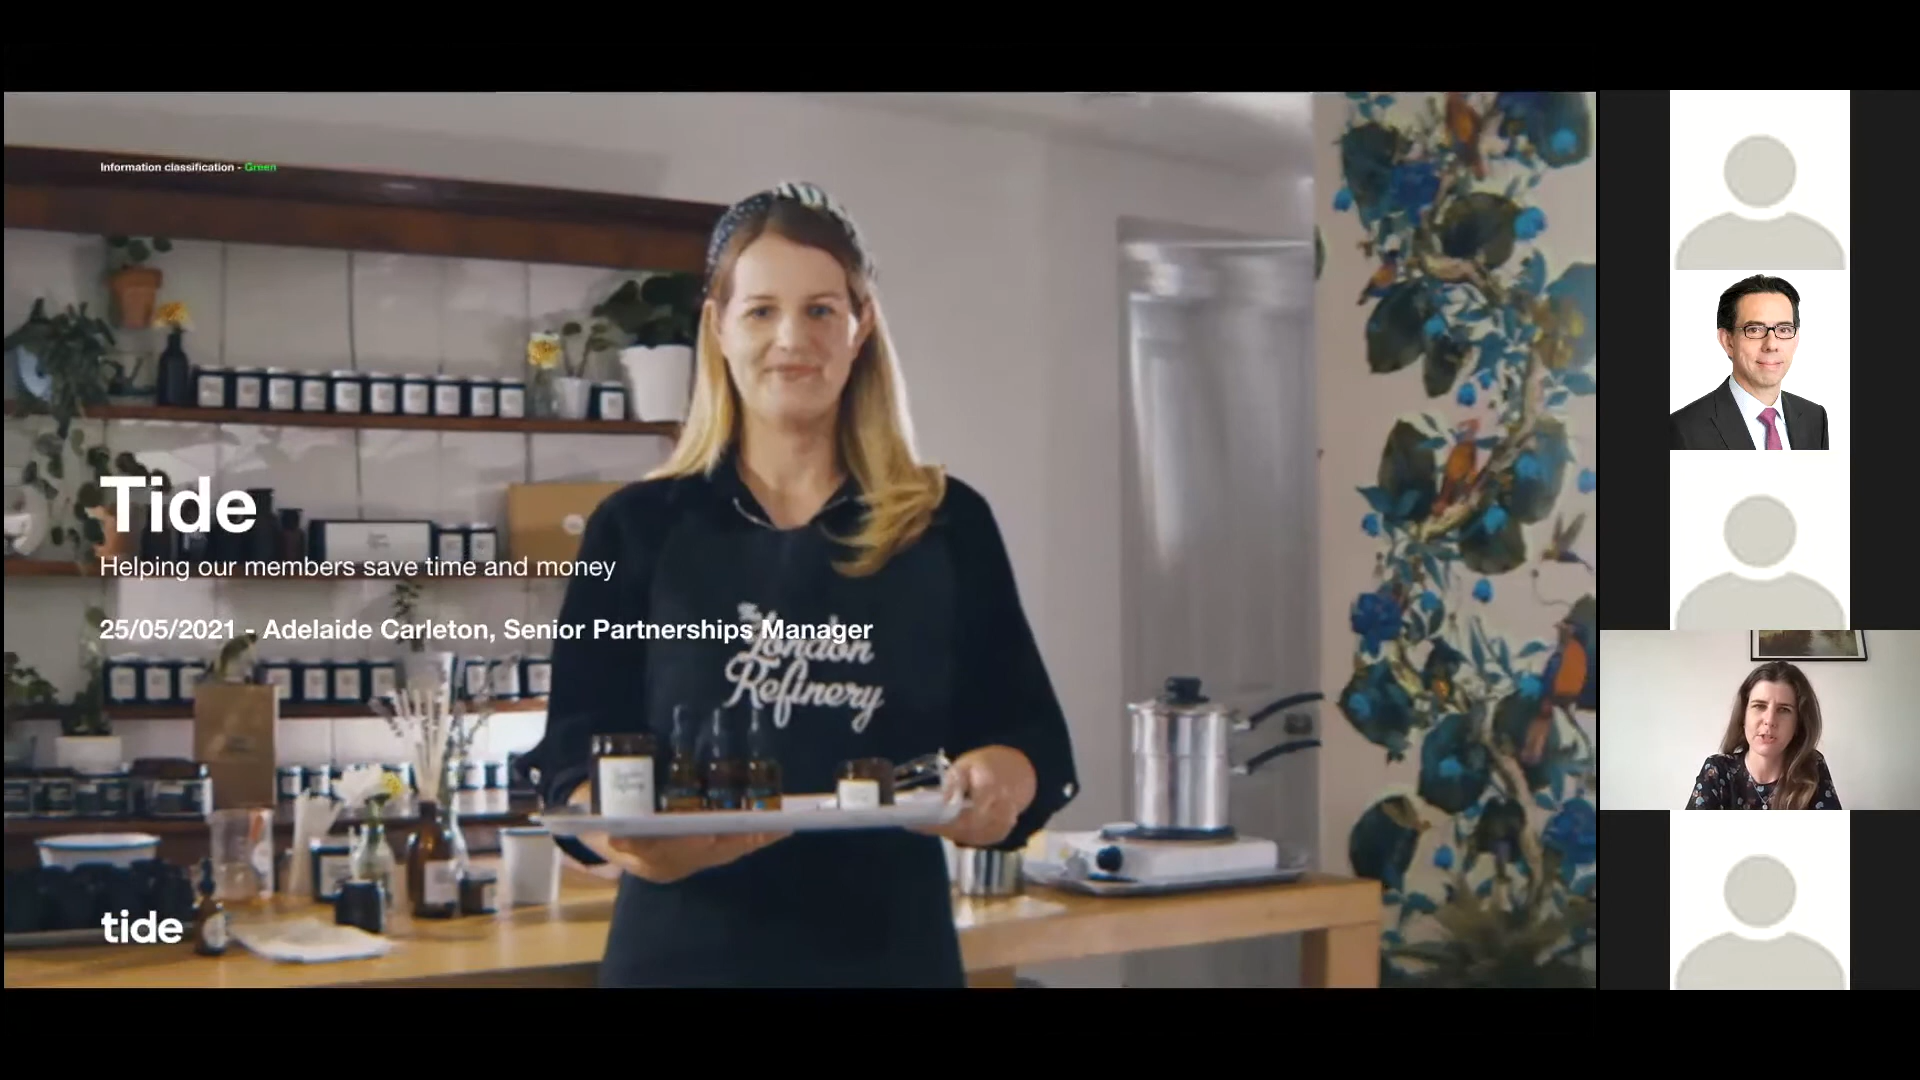 Information classification - Green
Tide
Helping our members save time and money
25/05/2021 - Adelaide Carleton, Senior Partnerships Manager
The
London
Refinery
tide